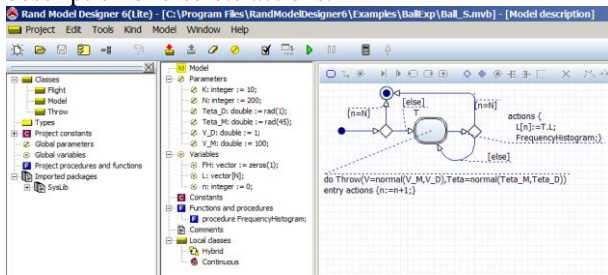 Rand Model Designer 6(Lite) - [C:\Program Files\RandModelDesigner6\Examples\BallExp\Ball_S.mvb] - [Model description]
Project Edit Tools Kind Model Window Help
Classes
Flight
Model
Throw
Types
Project constants
Global parameters
Global variables
Project procedures and functions
Imported packages
SysLib
Model
Parameters
K: integer := 10;
N: integer := 200;
Teta_D: double := rad(1);
Teta_M: double := rad(45);
V_D: double := 1;
V_M: double := 100;
Variables
FH: vector := zeros(1);
L: vector[N];
n: integer := 0;
Constants
Functions and procedures
procedure FrequencyHistogram;
Comments
Local classes
Hybrid
Continuous
[n=N]
[else]
T
[n=N]
actions {
L[n]:=T.L;
FrequencyHistogram;}
[else]
do Throw(V=normal(V_M,V_D),Teta=normal(Teta_M,Teta_D))
entry actions {n:=n+1;}